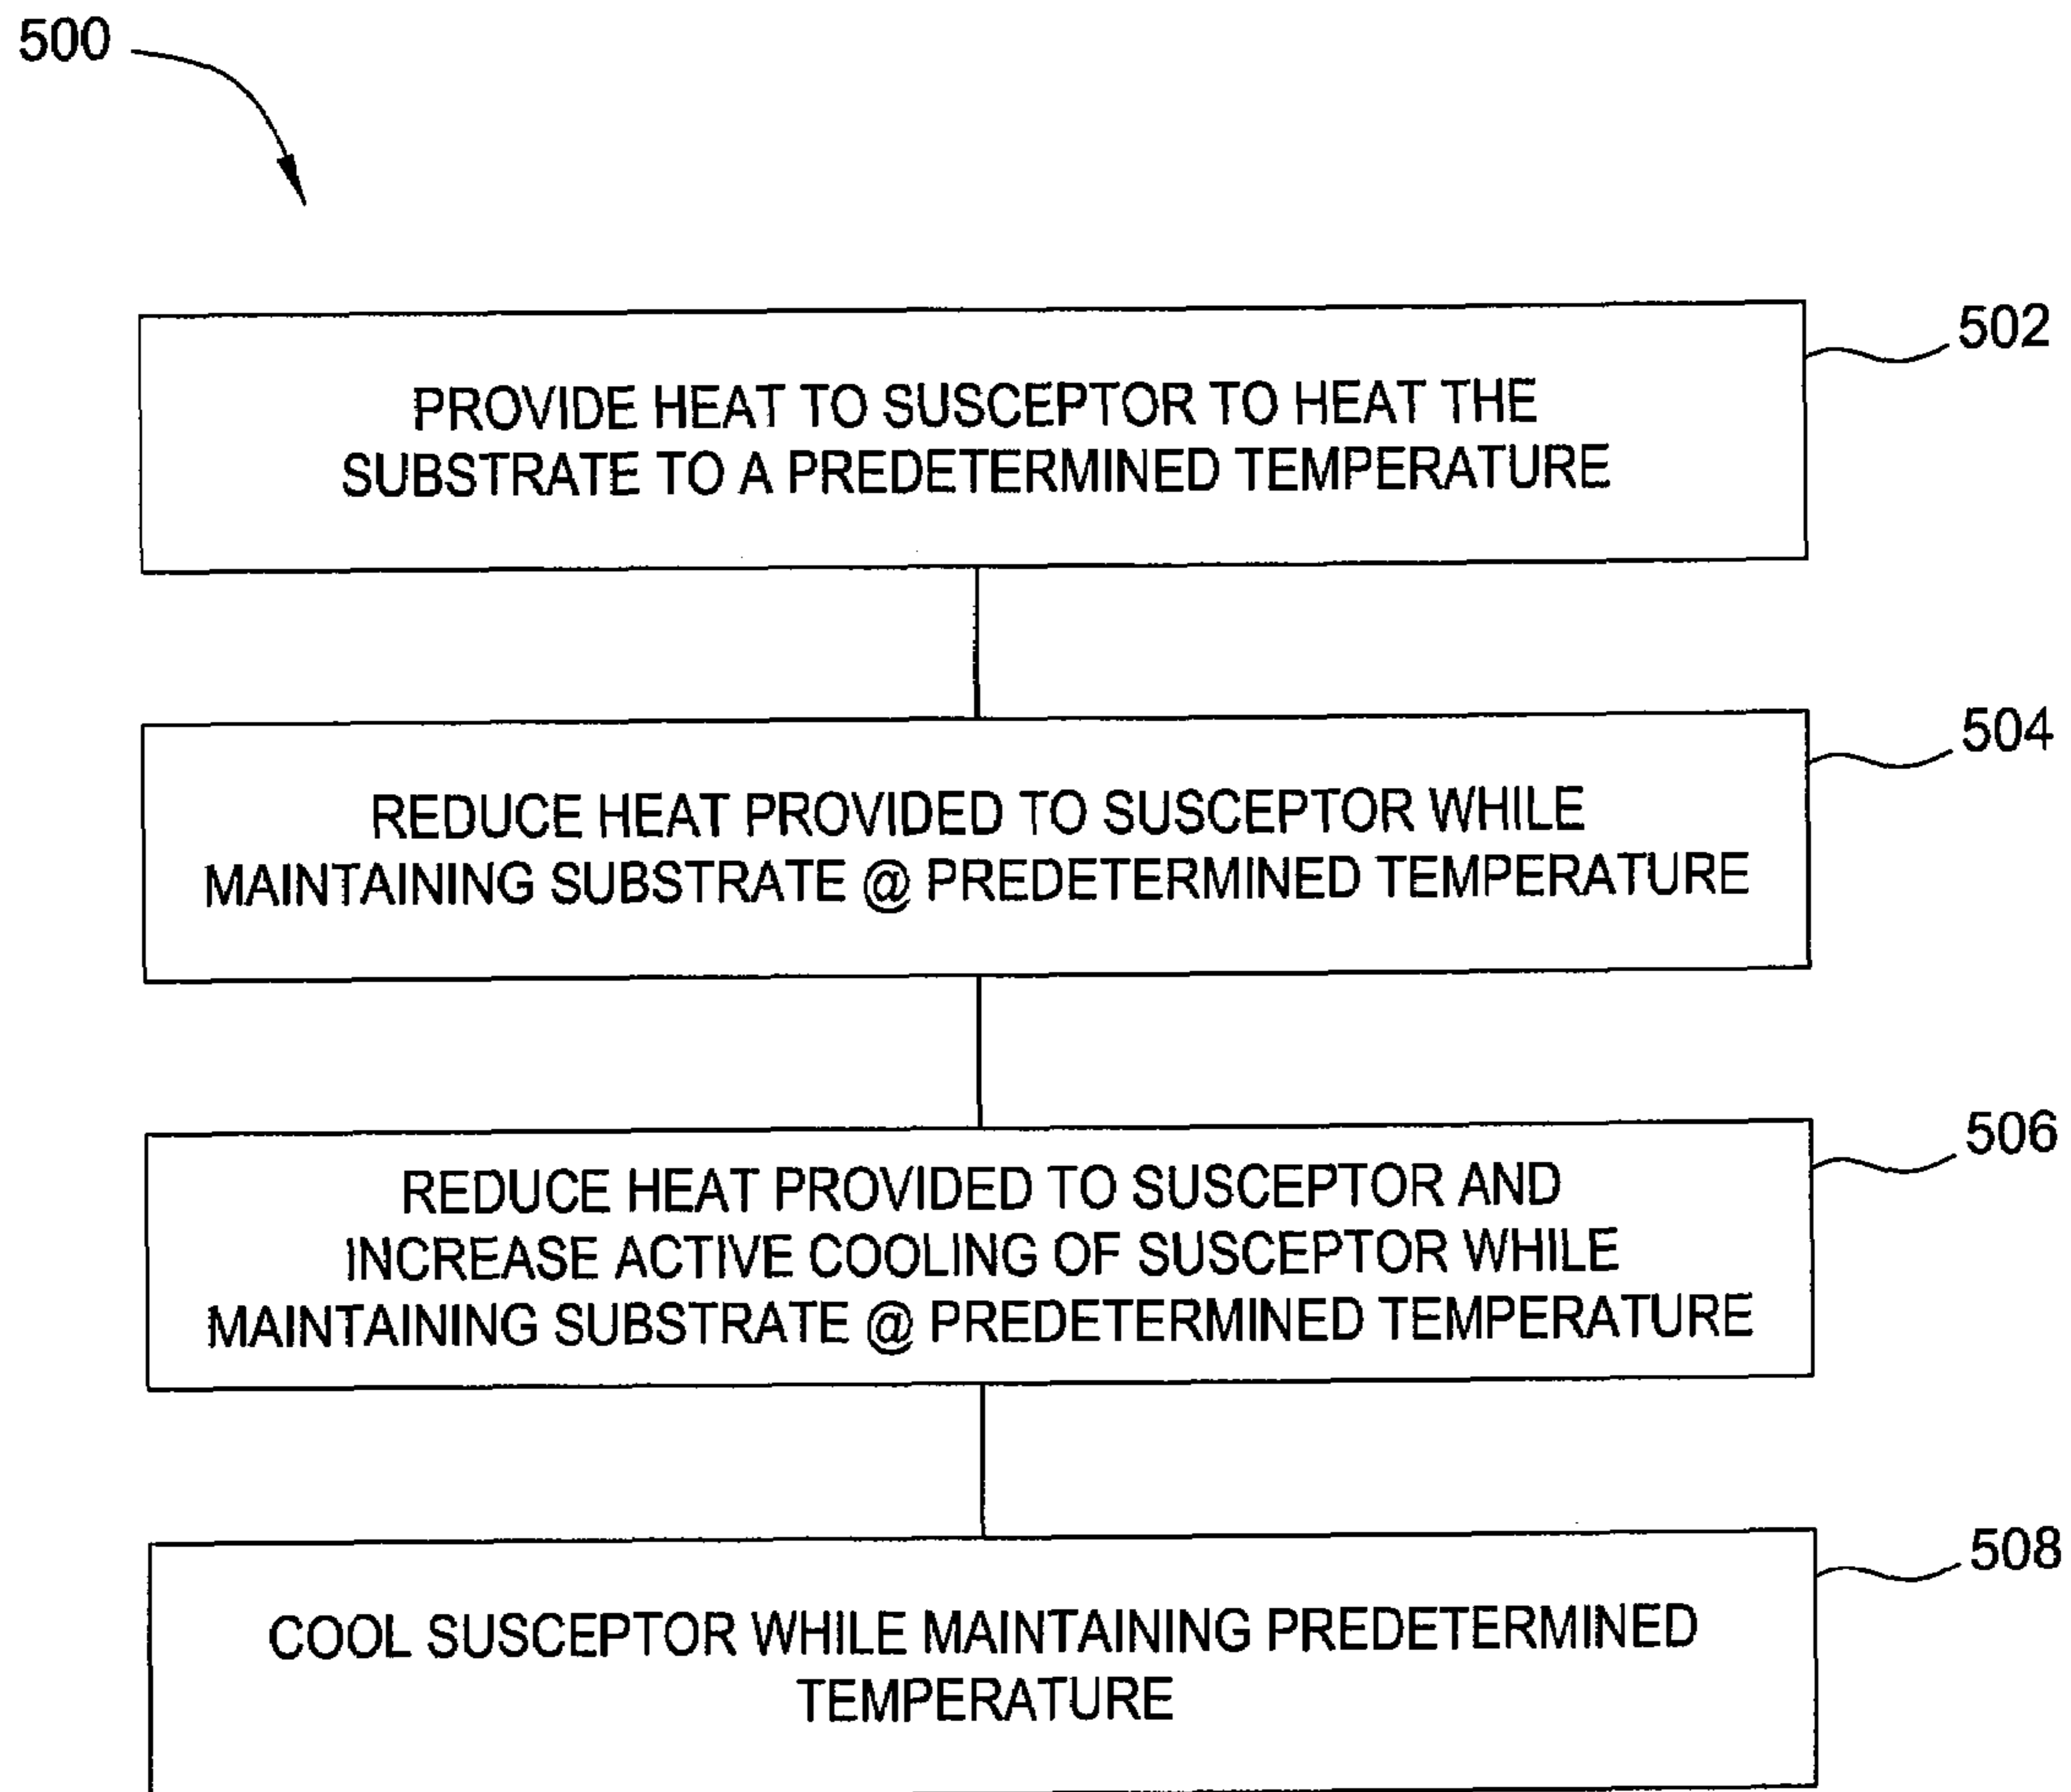 500
502
PROVIDE HEAT TO SUSCEPTOR TO HEAT THE
SUBSTRATE TO A PREDETERMINED TEMPERATURE
504
REDUCE HEAT PROVIDED TO SUSCEPTOR WHILE
MAINTAINING SUBSTRATE @ PREDETERMINED TEMPERATURE
506
REDUCE HEAT PROVIDED TO SUSCEPTOR AND
INCREASE ACTIVE COOLING OF SUSCEPTOR WHILE
MAINTAINING SUBSTRATE @ PREDETERMINED TEMPERATURE
508
COOL SUSCEPTOR WHILE MAINTAINING PREDETERMINED
TEMPERATURE